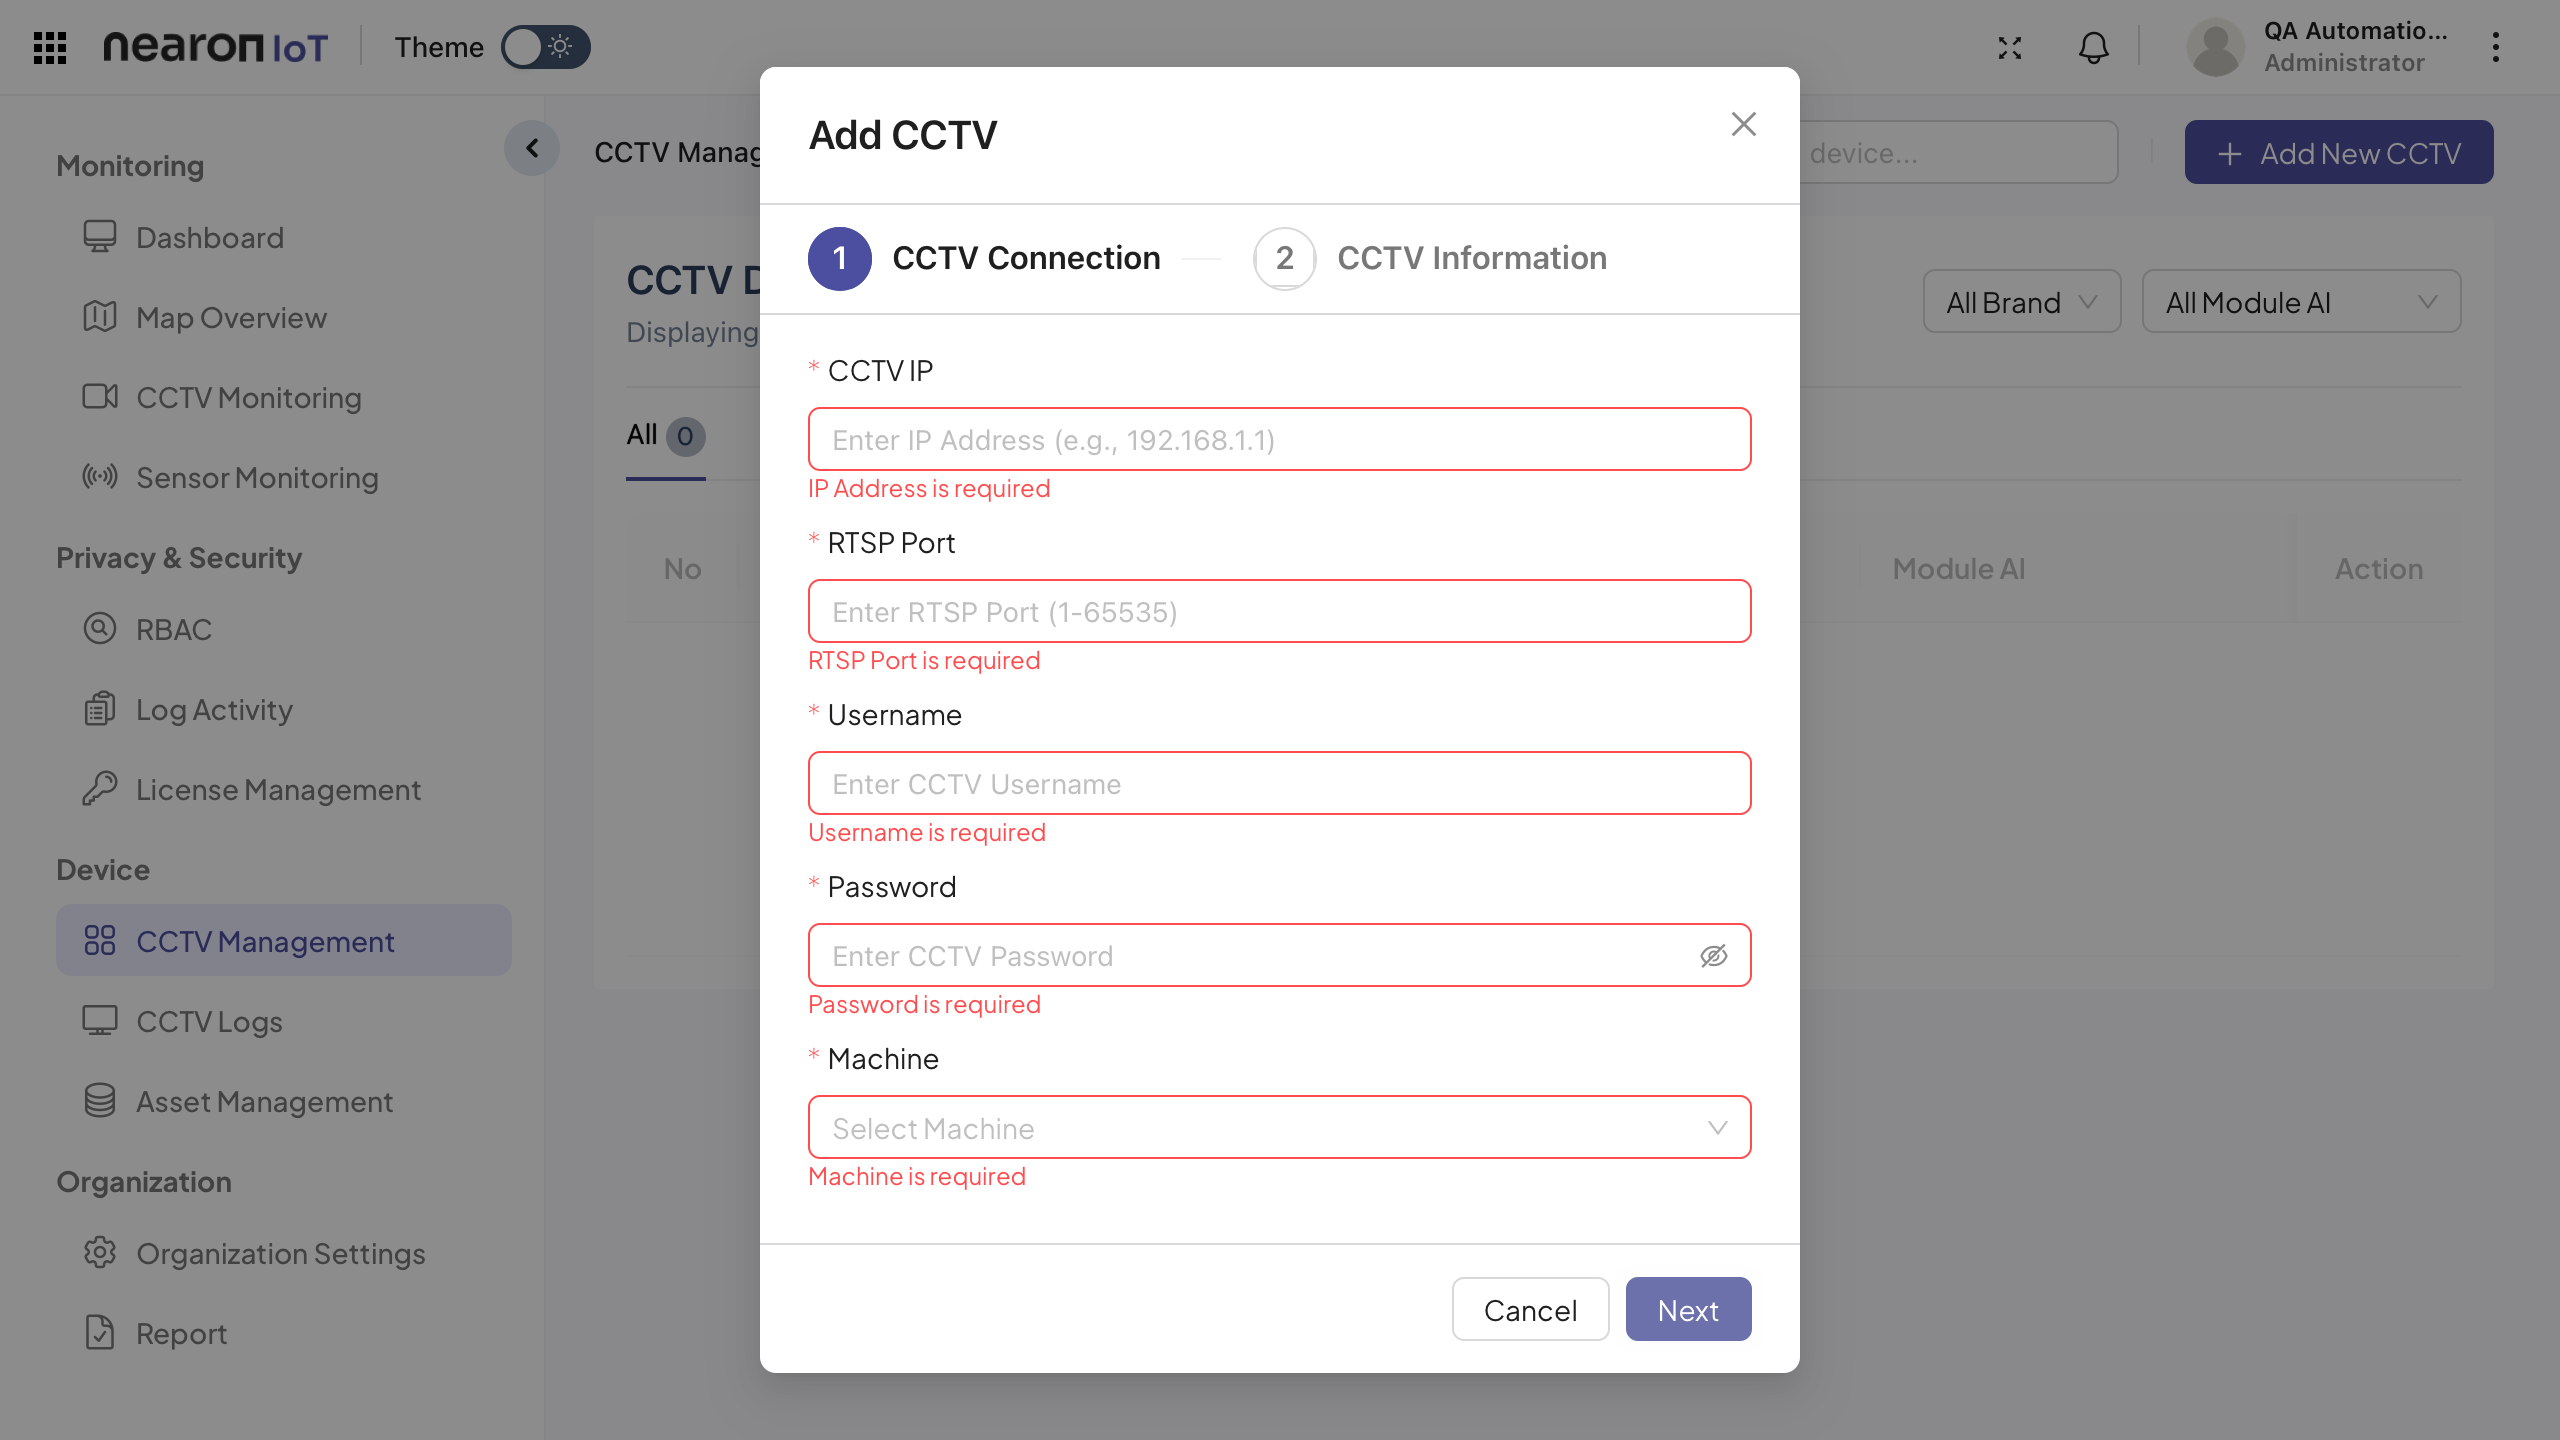 nearon IoT
Theme
QA Automatio...
Administrator
Monitoring
Dashboard
Map Overview
CCTV Monitoring
Sensor Monitoring
Privacy & Security
RBAC
Log Activity
License Management
Device
CCTV Management
CCTV Logs
Asset Management
Organization
Organization Settings
Report
CCTV Manag
device...
Add New CCTV
CCTV D
Displaying
All Brand
All Module AI
All 0
No
Module AI
Action
Add CCTV
1 CCTV Connection
2 CCTV Information
* CCTV IP
Enter IP Address (e.g., 192.168.1.1)
IP Address is required
* RTSP Port
Enter RTSP Port (1-65535)
RTSP Port is required
* Username
Enter CCTV Username
Username is required
* Password
Enter CCTV Password
Password is required
* Machine
Select Machine
Machine is required
Cancel
Next